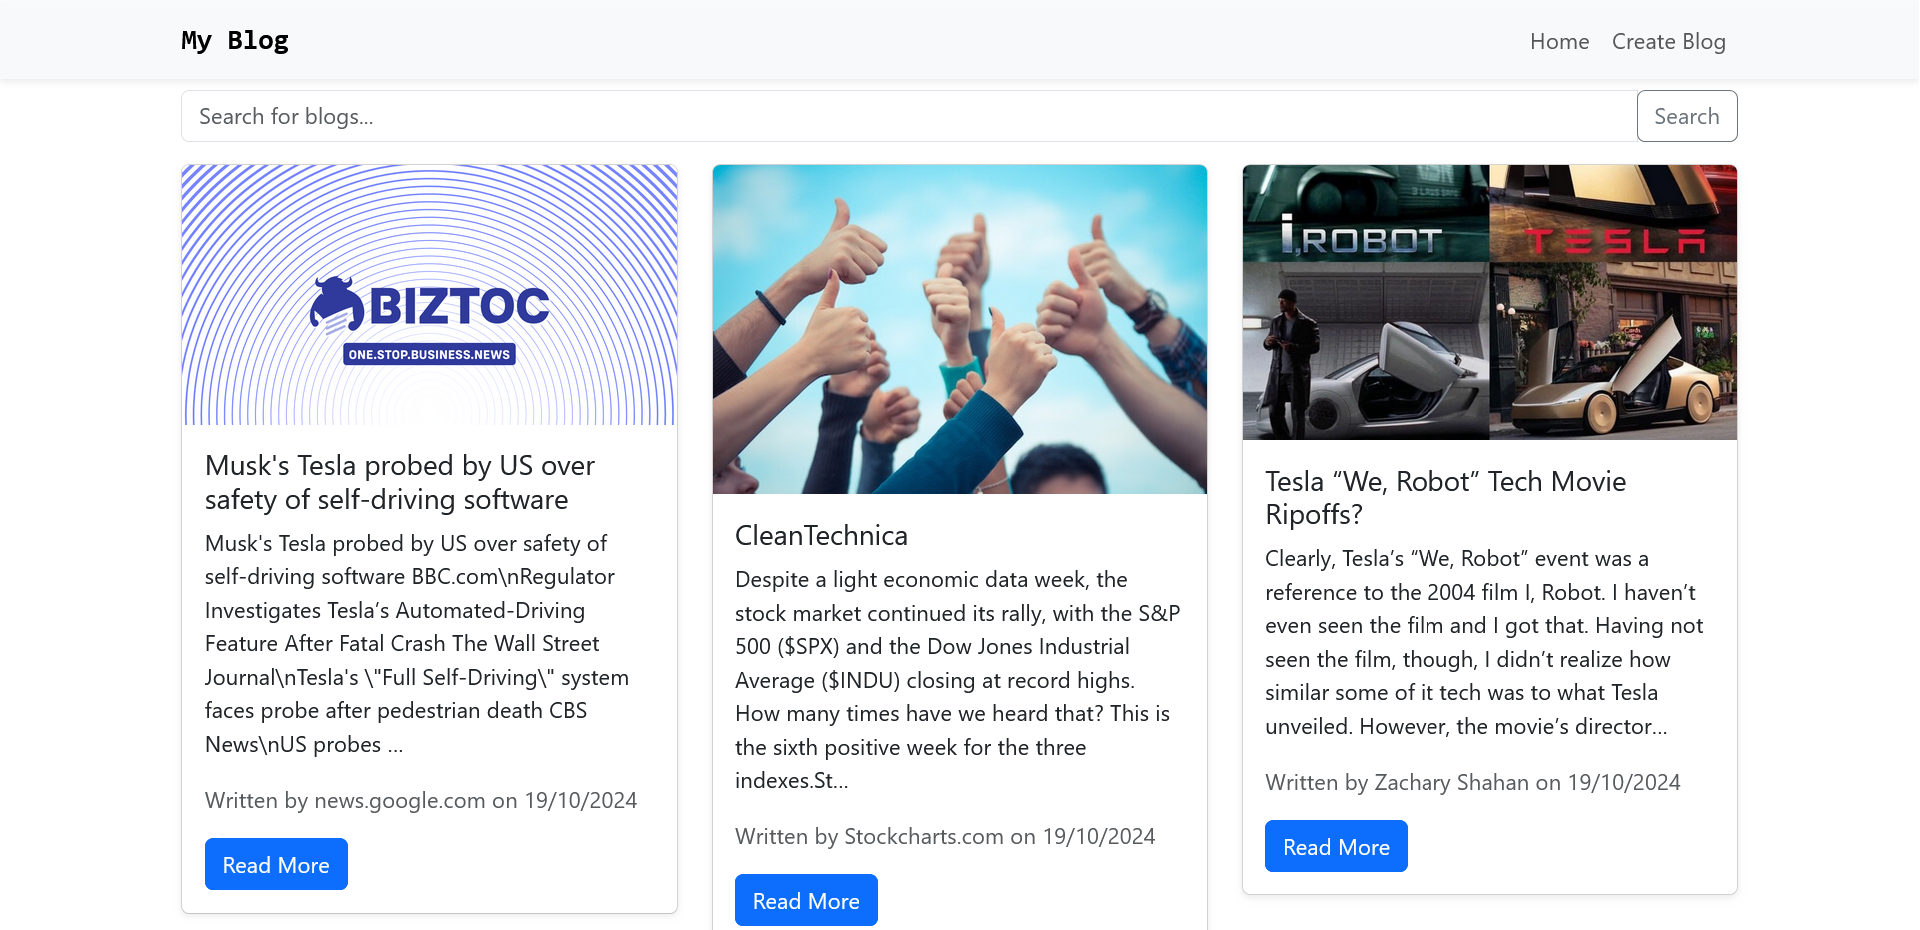 My Blog
Home
Create Blog
Search for blogs...
Search
BIZTOC
ONE.STOP.BUSINESS.NEWS
Musk's Tesla probed by US over
safety of self-driving software
Musk's Tesla probed by US over safety of
self-driving software BBC.com\nRegulator
Investigates Tesla’s Automated-Driving
Feature After Fatal Crash The Wall Street
Journal\nTesla's \"Full Self-Driving\" system
faces probe after pedestrian death CBS
News\nUS probes ...
Written by news.google.com on 19/10/2024
Read More
CleanTechnica
Despite a light economic data week, the
stock market continued its rally, with the S&P
500 ($SPX) and the Dow Jones Industrial
Average ($INDU) closing at record highs.
How many times have we heard that? This is
the sixth positive week for the three
indexes.St...
Written by Stockcharts.com on 19/10/2024
Read More
i,ROBOT
TESLA
Tesla “We, Robot” Tech Movie
Ripoffs?
Clearly, Tesla’s “We, Robot” event was a
reference to the 2004 film I, Robot. I haven’t
even seen the film and I got that. Having not
seen the film, though, I didn’t realize how
similar some of it tech was to what Tesla
unveiled. However, the movie’s director...
Written by Zachary Shahan on 19/10/2024
Read More